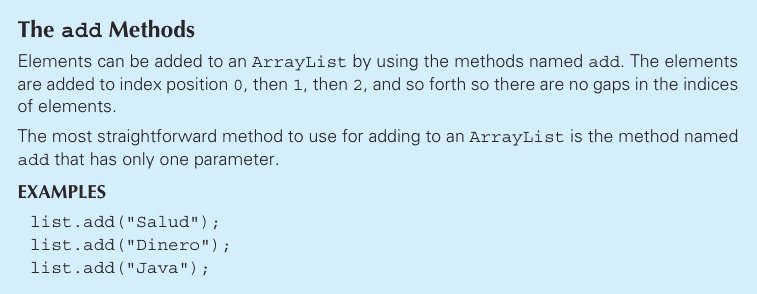 The add Methods
Elements can be added to an ArrayList by using the methods named add. The elements
are added to index position 0, then 1, then 2, and so forth so there are no gaps in the indices
of elements.
The most straightforward method to use for adding to an ArrayList is the method named
add that has only one parameter.
EXAMPLES
list.add("Salud");
list.add("Dinero");
list.add("Java");